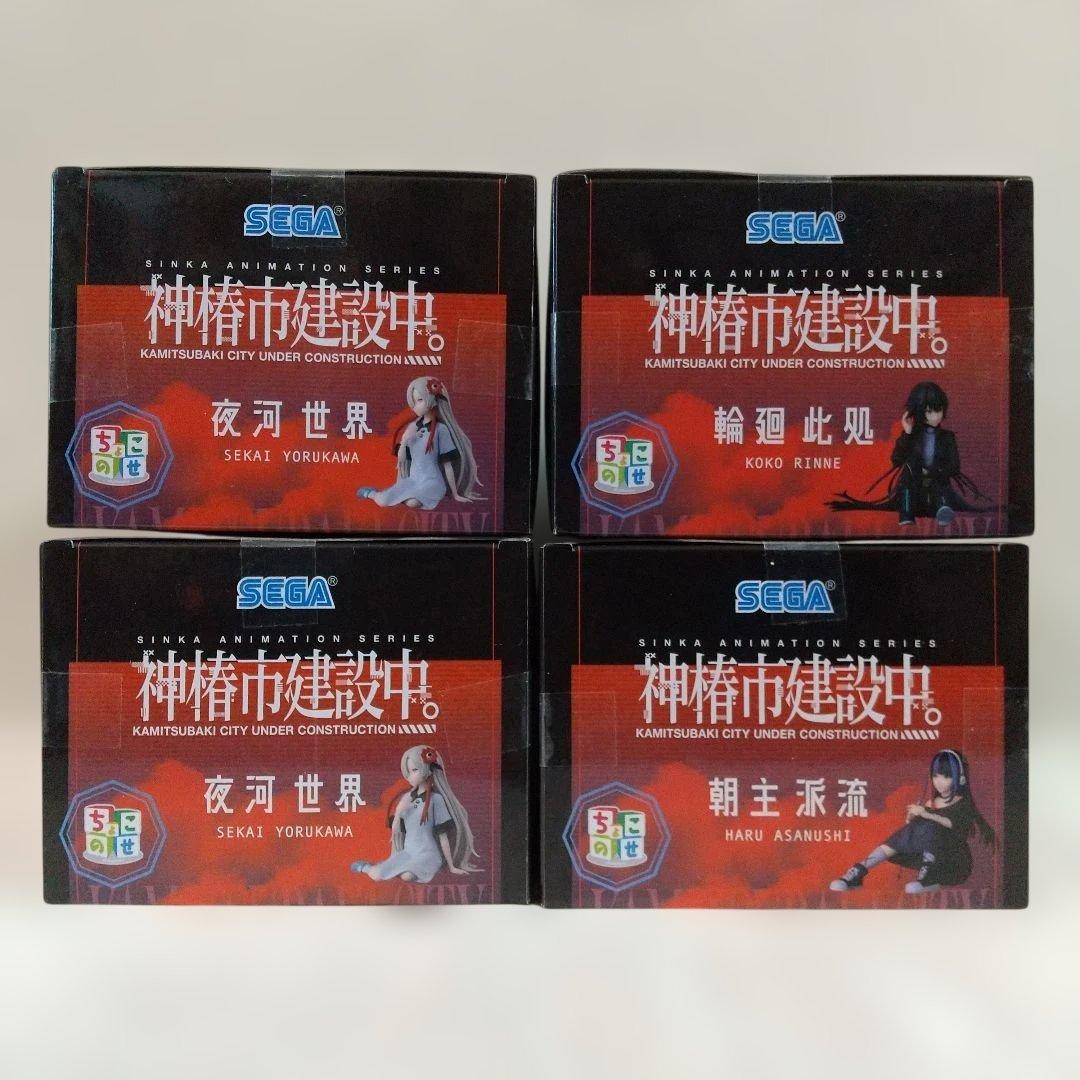 SEGA®
SINKA ANIMATION SERIES
神椿市建設中。
KAMITSUBAKI CITY UNDER CONSTRUCTION
夜河世界
SEKAI YORUKAWA
ちょこ
のせ
SEGA®
SINKA ANIMATION SERIES
神椿市建設中。
KAMITSUBAKI CITY UNDER CONSTRUCTION
輪廻此処
KOKO RINNE
ちょこ
のせ
SEGA®
SINKA ANIMATION SERIES
神椿市建設中。
KAMITSUBAKI CITY UNDER CONSTRUCTION
夜河世界
SEKAI YORUKAWA
ちょこ
のせ
SEGA®
SINKA ANIMATION SERIES
神椿市建設中。
KAMITSUBAKI CITY UNDER CONSTRUCTION
朝主派流
HARU ASANUSHI
ちょこ
のせ